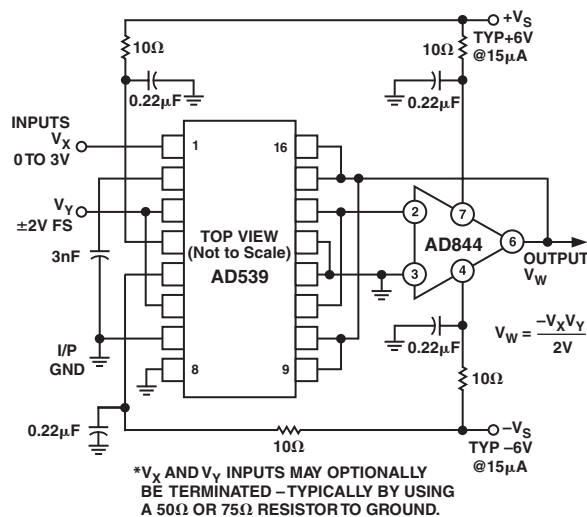 +VS
TYP+6V
@15µA
10Ω
10Ω
0.22µF
0.22µF
INPUTS
VX
0 TO 3V
1
16
VY
±2V FS
2
7
TOP VIEW
(Not to Scale)
AD539
AD844
6
3nF
3
4
OUTPUT
VW
I/P
GND
0.22µF
VW = –VXVY
2V
8
9
10Ω
0.22µF
10Ω
–VS
TYP –6V
@15µA
*VX AND VY INPUTS MAY OPTIONALLY
BE TERMINATED – TYPICALLY BY USING
A 50Ω OR 75Ω RESISTOR TO GROUND.